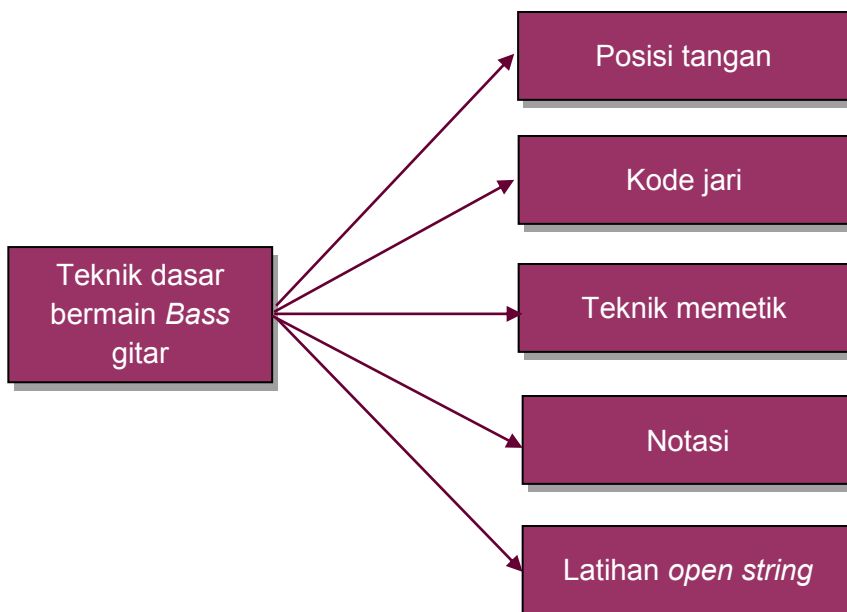 Posisi tangan
Kode jari
Teknik dasar
bermain Bass
gitar
Teknik memetik
Notasi
Latihan open string